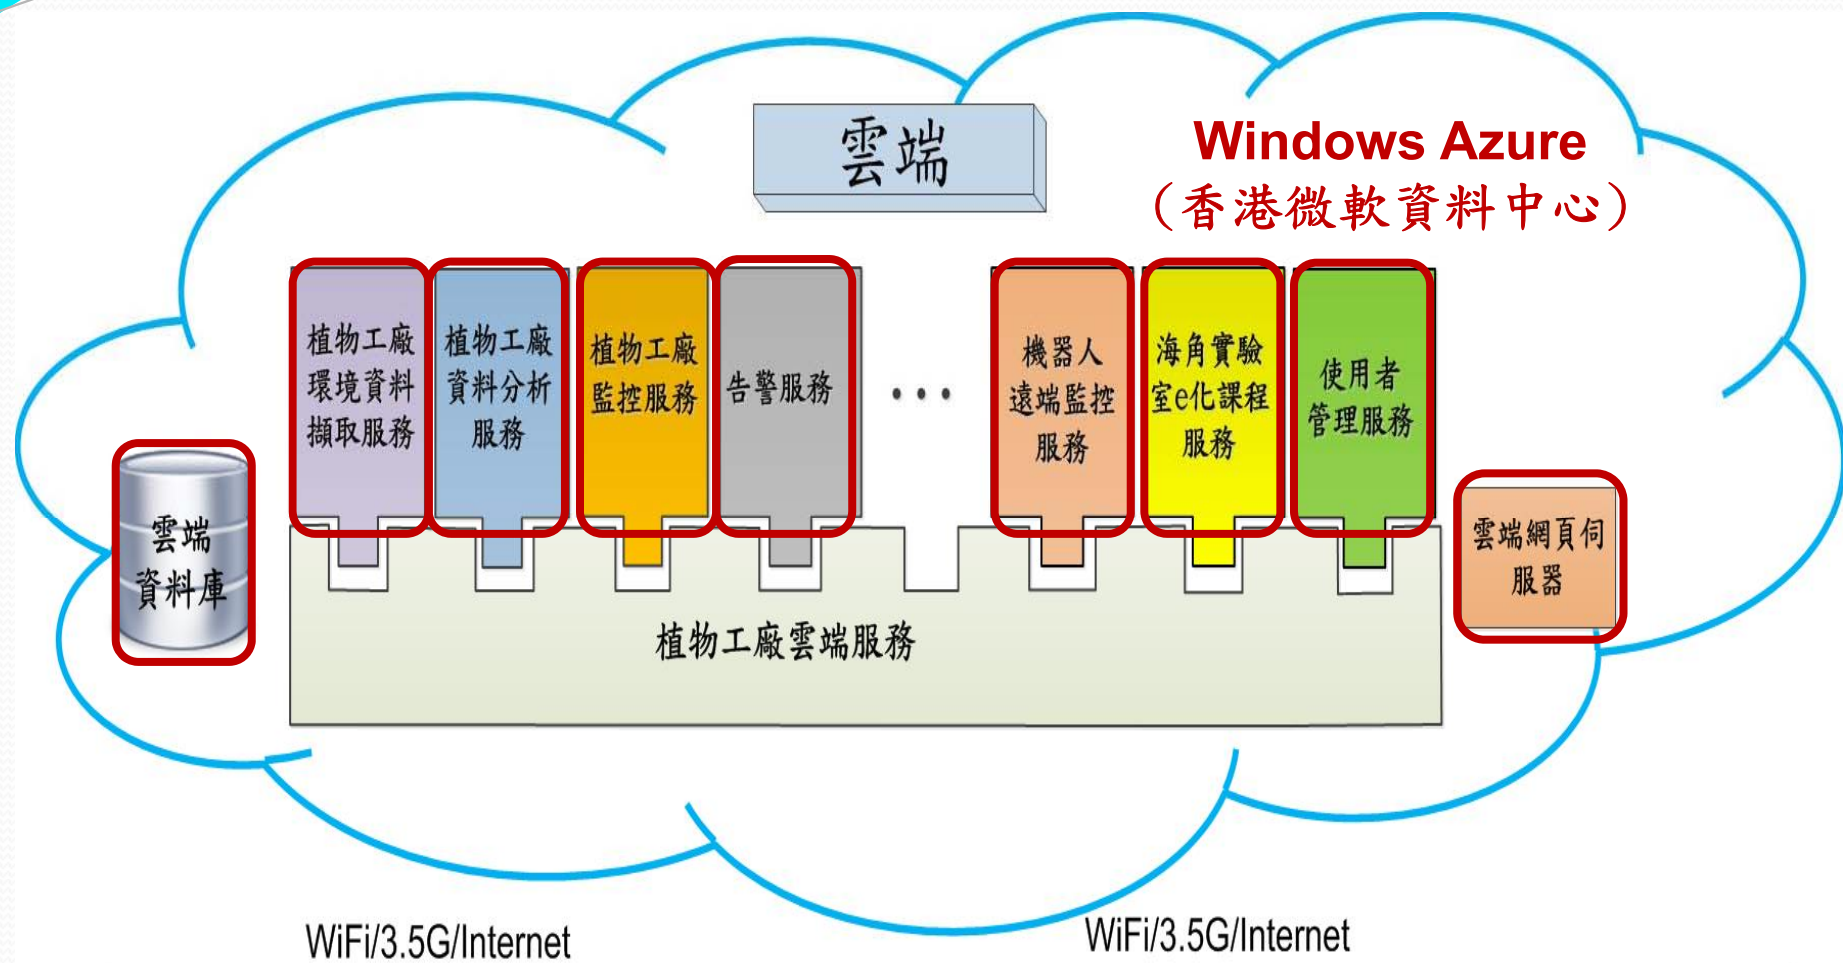 雲端
Windows Azure
（香港微軟資料中心）
植物工廠
環境資料
擷取服務
植物工廠
資料分析
服務
植物工廠
監控服務
告警服務
...
機器人
遠端監控
服務
海角實驗
室e化課程
服務
使用者
管理服務
雲端
資料庫
雲端網頁伺
服器
植物工廠雲端服務
WiFi/3.5G/Internet
WiFi/3.5G/Internet